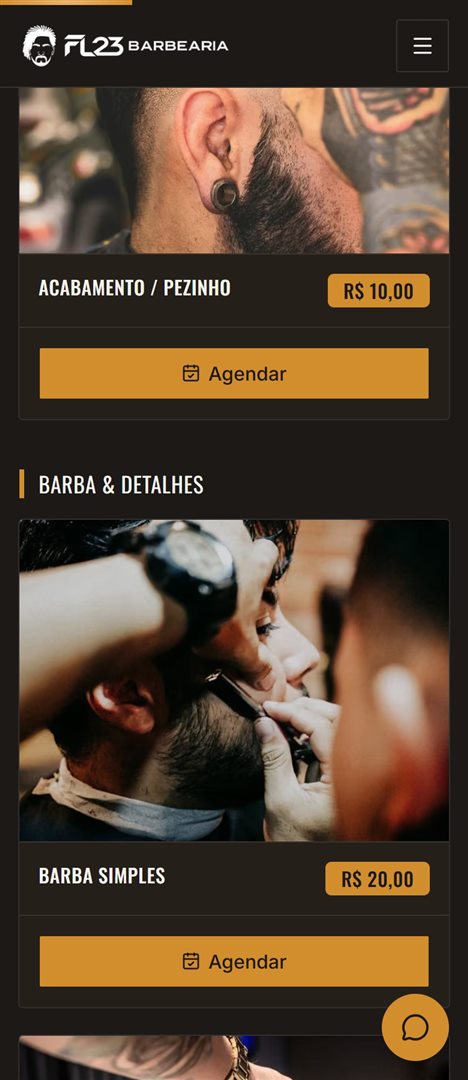 FL23 BARBEARIA
ACABAMENTO / PEZINHO
R$ 10,00
Agendar
BARBA & DETALHES
BARBA SIMPLES
R$ 20,00
Agendar